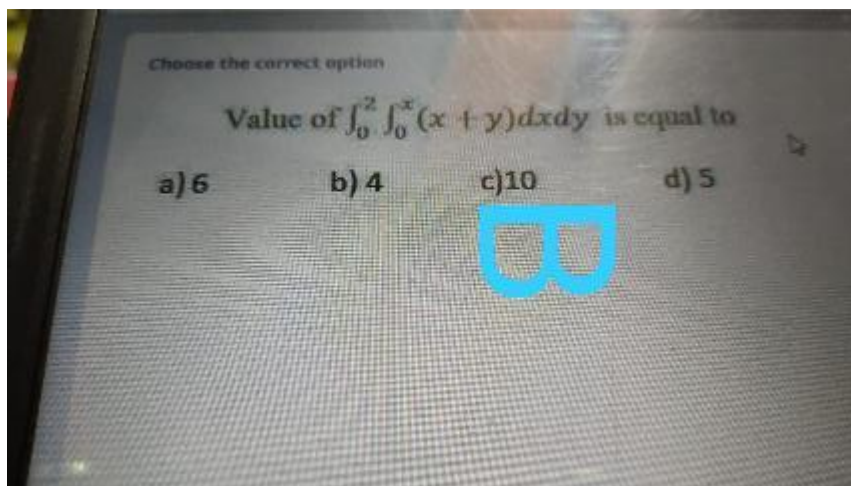 Choose the correct option
Value of ∫₀² ∫₀ˣ (x + y)dxdy is equal to
a) 6 b) 4 c)10 d) 5
B